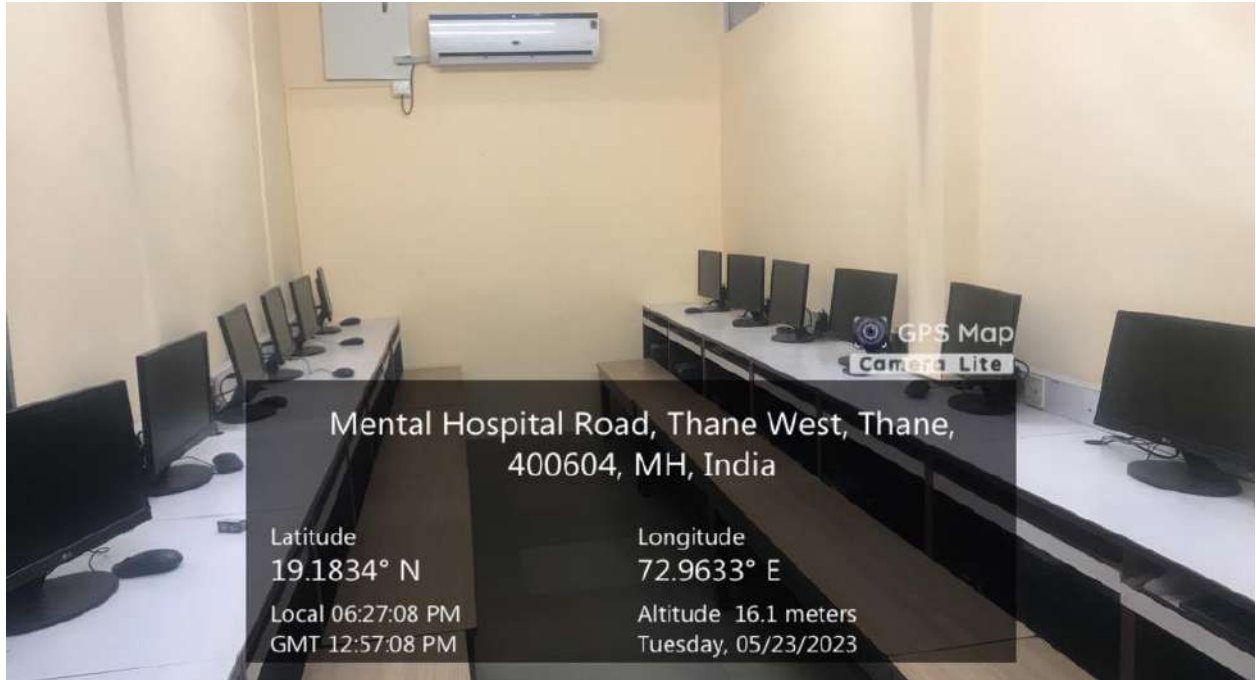 GPS Map
Camera Lite
Mental Hospital Road, Thane West, Thane,
400604, MH, India
Latitude
19.1834° N
Longitude
72.9633° E
Local 06:27:08 PM
GMT 12:57:08 PM
Altitude 16.1 meters
Tuesday, 05/23/2023